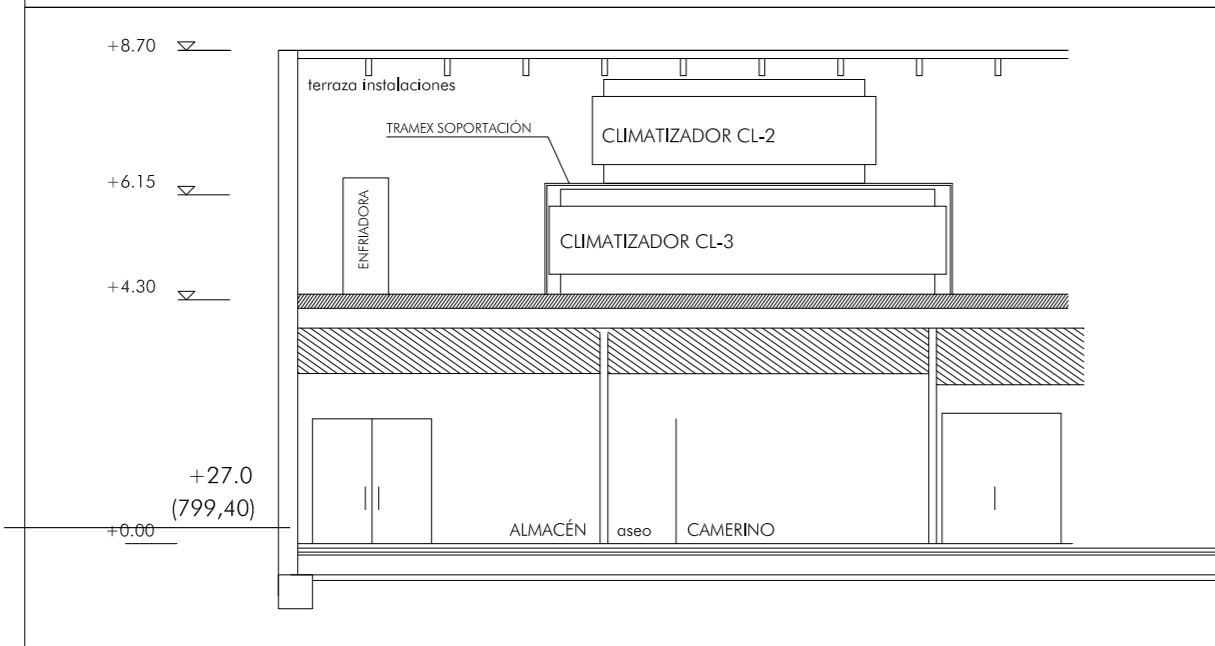 +8.70
terraza instalaciones
TRAMEX SOPORTACIÓN
CLIMATIZADOR CL-2
+6.15
ENFRIADORA
CLIMATIZADOR CL-3
+4.30
+27.0
(799,40)
+0.00
ALMACÉN
aseo
CAMERINO